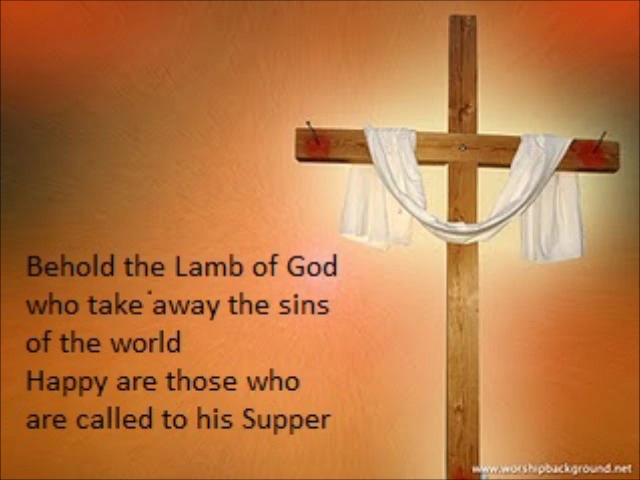 Behold the Lamb of God
who take away the sins
of the world
Happy are those who
are called to his Supper
www.worshipbackground.net